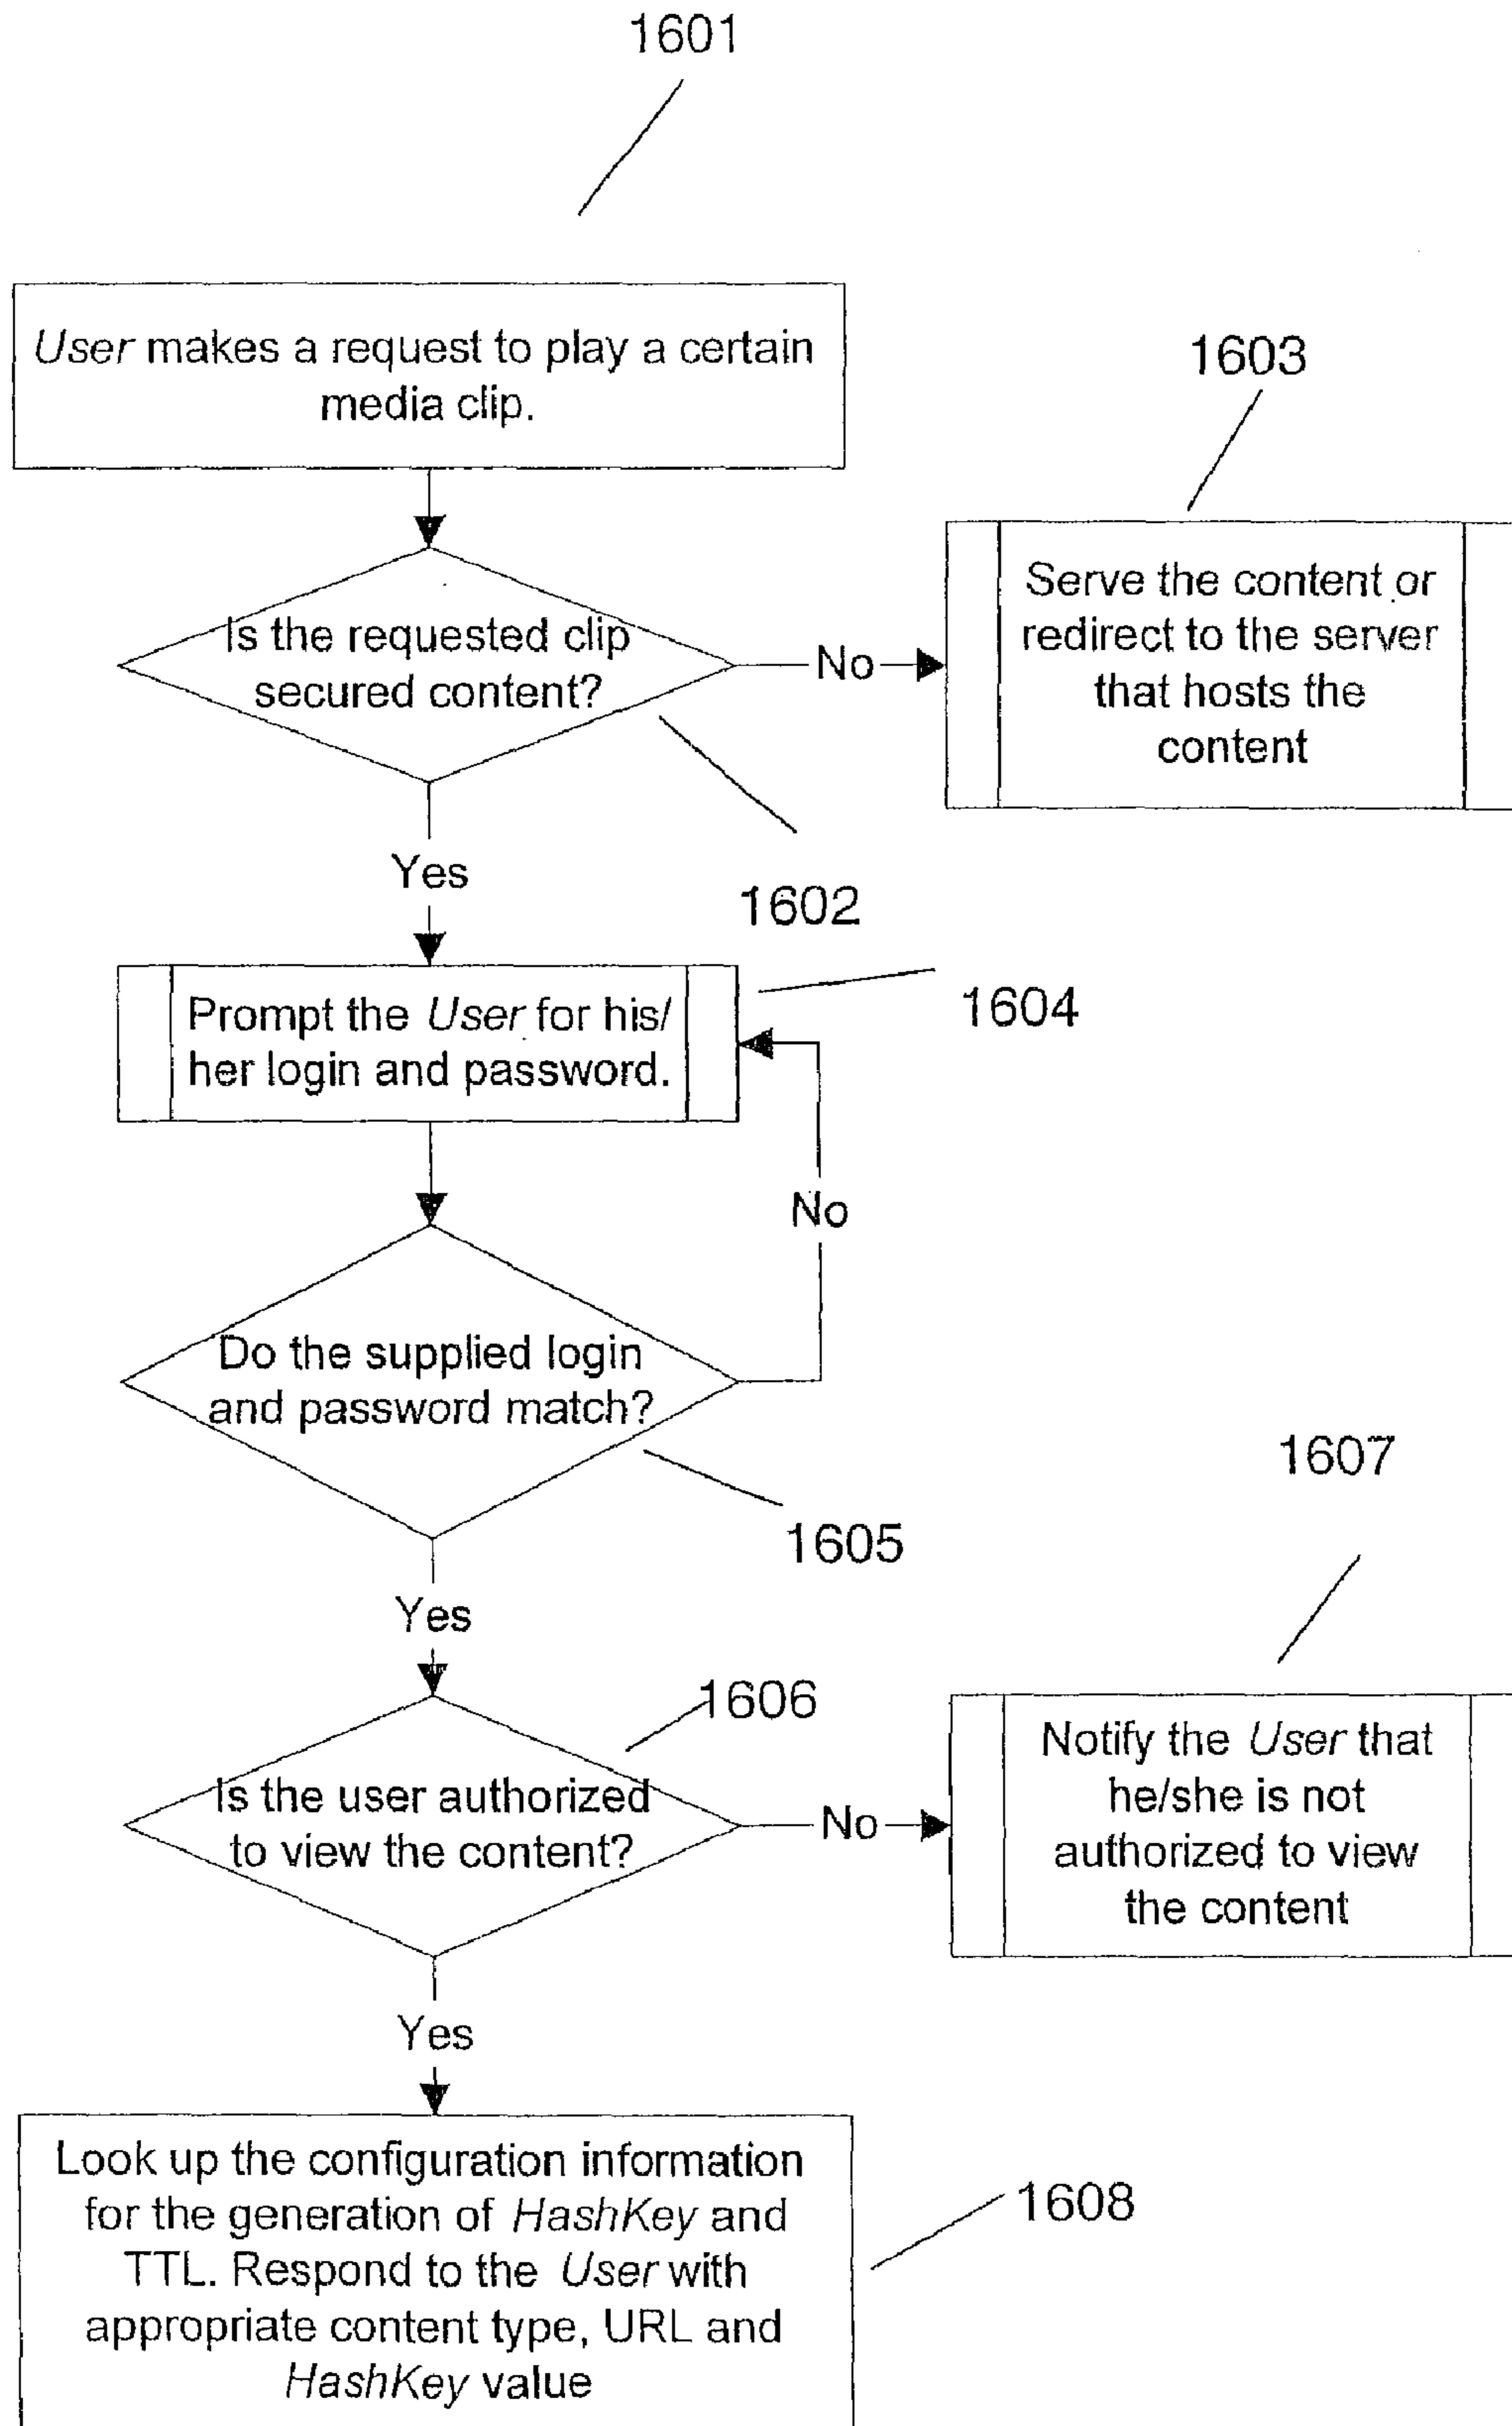 1601
User makes a request to play a certain
media clip.
1603
Serve the content or
redirect to the server
that hosts the
content
Is the requested clip
secured content?
No
Yes
1602
Prompt the User for his/
her login and password.
1604
No
Do the supplied login
and password match?
1605
Yes
1607
1606
Is the user authorized
to view the content?
No
Notify the User that
he/she is not
authorized to view
the content
Yes
Look up the configuration information
for the generation of HashKey and
TTL. Respond to the User with
appropriate content type, URL and
HashKey value
1608